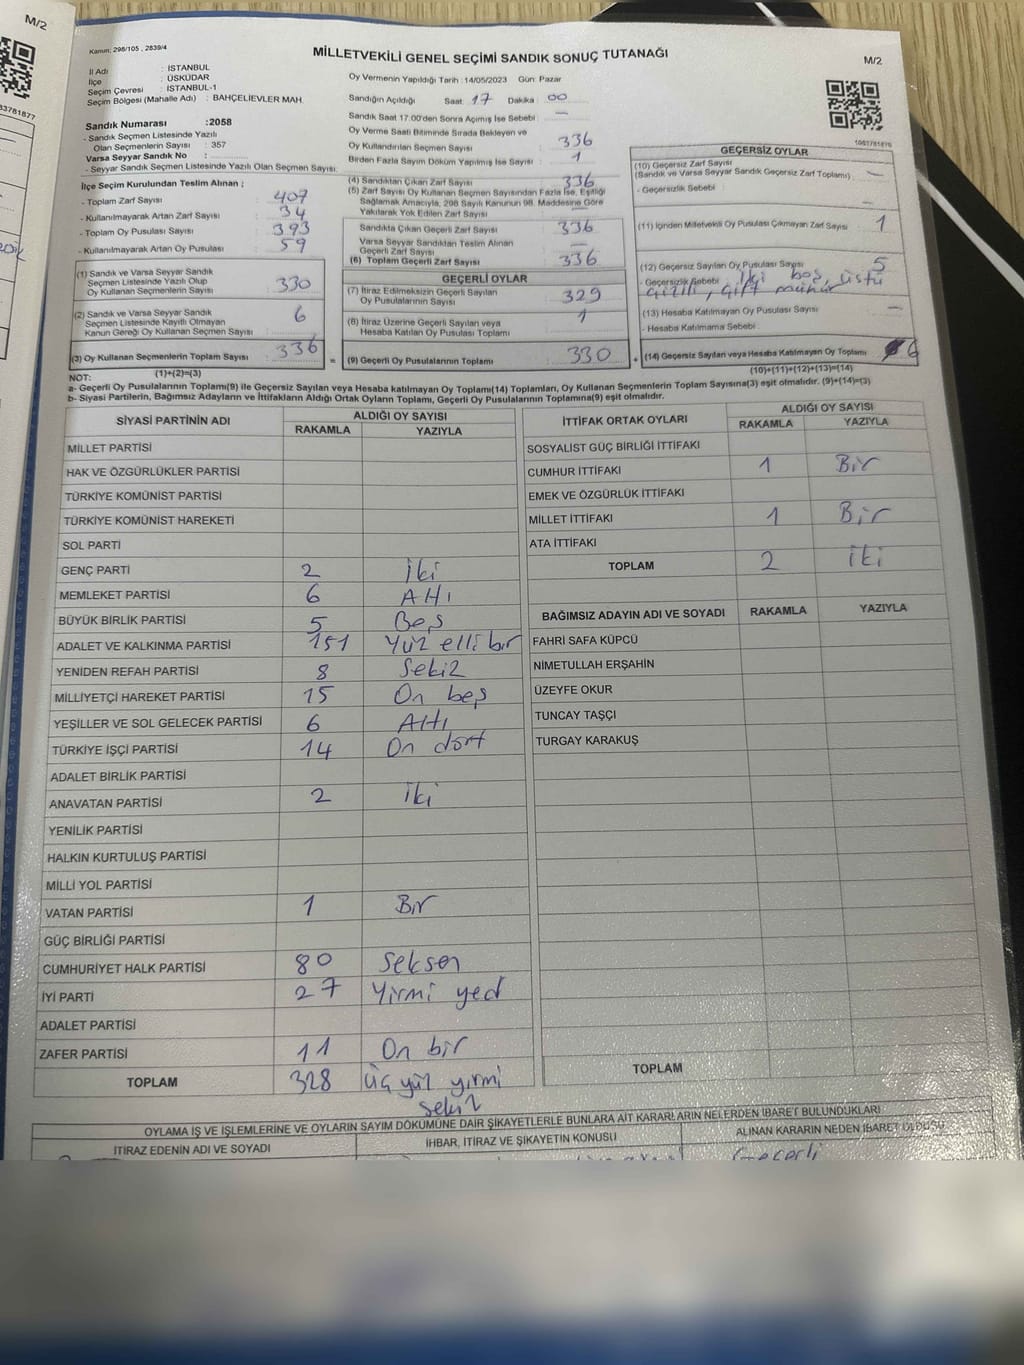 M/2
83781877
Kanun: 298/105 , 2839/4
MİLLETVEKİLİ GENEL SEÇİMİ SANDIK SONUÇ TUTANAĞI
M/2
İl Adı : İSTANBUL
İlçe : ÜSKÜDAR
Seçim Çevresi : İSTANBUL-1
Seçim Bölgesi (Mahalle Adı) : BAHÇELİEVLER MAH.
Sandık Numarası :2058
- Sandık Seçmen Listesinde Yazılı
Olan Seçmenlerin Sayısı : 357
Varsa Seyyar Sandık No :
- Seyyar Sandık Seçmen Listesinde Yazılı Olan Seçmen Sayısı:
Oy Vermenin Yapıldığı Tarih :14/05/2023 Gün: Pazar
Sandığın Açıldığı Saat: 17 Dakika : 00
Sandık Saat 17.00'den Sonra Açılmış İse Sebebi : —
Oy Verme Saati Bitiminde Sırada Bekleyen ve
Oy Kullandırılan Seçmen Sayısı : 336
Birden Fazla Sayım Döküm Yapılmış İse Sayısı : 1
İlçe Seçim Kurulundan Teslim Alınan ;
- Toplam Zarf Sayısı : 407
- Kullanılmayarak Artan Zarf Sayısı : 34
- Toplam Oy Pusulası Sayısı : 393
- Kullanılmayarak Artan Oy Pusulası : 59
(4) Sandıktan Çıkan Zarf Sayısı : 336
(5) Zarf Sayısı Oy Kullanan Seçmen Sayısından Fazla İse, Eşitliği
Sağlamak Amacıyla, 298 Sayılı Kanunun 98. Maddesine Göre
Yakılarak Yok Edilen Zarf Sayısı : —
Sandıkta Çıkan Geçerli Zarf Sayısı : 336
Varsa Seyyar Sandıktan Teslim Alınan
Geçerli Zarf Sayısı : —
(6) Toplam Geçerli Zarf Sayısı : 336
GEÇERSİZ OYLAR
(10) Geçersiz Zarf Sayısı
(Sandık ve Varsa Seyyar Sandık Geçersiz Zarf Toplamı) : —
- Geçersizlik Sebebi : —
(11) İçinden Milletvekili Oy Pusulası Çıkmayan Zarf Sayısı : 1
(12) Geçersiz Sayılan Oy Pusulası Sayısı : 5
- Geçersizlik Sebebi : İki boş, üstü
çizili, çift mühür
(13) Hesaba Katılmayan Oy Pusulası Sayısı : —
- Hesaba Katılmama Sebebi :
(14) Geçersiz Sayılan veya Hesaba Katılmayan Oy Toplamı : 6
(10)+(11)+(12)+(13)=(14)
(1) Sandık ve Varsa Seyyar Sandık
Seçmen Listesinde Yazılı Olup
Oy Kullanan Seçmenlerin Sayısı : 330
(2) Sandık ve Varsa Seyyar Sandık
Seçmen Listesinde Kayıtlı Olmayan
Kanun Gereği Oy Kullanan Seçmen Sayısı : 6
(3) Oy Kullanan Seçmenlerin Toplam Sayısı : 336
(1)+(2)=(3)
=
GEÇERLİ OYLAR
(7) İtiraz Edilmeksizin Geçerli Sayılan
Oy Pusulalarının Sayısı : 329
(8) İtiraz Üzerine Geçerli Sayılan veya
Hesaba Katılan Oy Pusulası Toplamı : 1
(9) Geçerli Oy Pusulalarının Toplamı : 330
+
NOT:
a- Geçerli Oy Pusulalarının Toplamı(9) ile Geçersiz Sayılan veya Hesaba katılmayan Oy Toplamı(14) Toplamları, Oy Kullanan Seçmenlerin Toplam Sayısına(3) eşit olmalıdır. (9)+(14)=(3)
b- Siyasi Partilerin, Bağımsız Adayların ve İttifakların Aldığı Ortak Oyların Toplamı, Geçerli Oy Pusulalarının Toplamına(9) eşit olmalıdır.
SİYASİ PARTİNİN ADI ALDIĞI OY SAYISI
RAKAMLA YAZIYLA
MİLLET PARTİSİ
HAK VE ÖZGÜRLÜKLER PARTİSİ
TÜRKİYE KOMÜNİST PARTİSİ
TÜRKİYE KOMÜNİST HAREKETİ
SOL PARTİ
GENÇ PARTİ 2 İki
MEMLEKET PARTİSİ 6 Altı
BÜYÜK BİRLİK PARTİSİ 5 Beş
ADALET VE KALKINMA PARTİSİ 151 Yüz elli bir
YENİDEN REFAH PARTİSİ 8 Sekiz
MİLLİYETÇİ HAREKET PARTİSİ 15 On beş
YEŞİLLER VE SOL GELECEK PARTİSİ 6 Altı
TÜRKİYE İŞÇİ PARTİSİ 14 On dört
ADALET BİRLİK PARTİSİ
ANAVATAN PARTİSİ 2 İki
YENİLİK PARTİSİ
HALKIN KURTULUŞ PARTİSİ
MİLLİ YOL PARTİSİ
VATAN PARTİSİ 1 Bir
GÜÇ BİRLİĞİ PARTİSİ
CUMHURİYET HALK PARTİSİ 80 Seksen
İYİ PARTİ 27 Yirmi yedi
ADALET PARTİSİ
ZAFER PARTİSİ 11 On bir
TOPLAM 328 üç yüz yirmi
sekiz
İTTİFAK ORTAK OYLARI ALDIĞI OY SAYISI
RAKAMLA YAZIYLA
SOSYALİST GÜÇ BİRLİĞİ İTTİFAKI
CUMHUR İTTİFAKI 1 Bir
EMEK VE ÖZGÜRLÜK İTTİFAKI
MİLLET İTTİFAKI 1 Bir
ATA İTTİFAKI
TOPLAM 2 iki
BAĞIMSIZ ADAYIN ADI VE SOYADI RAKAMLA YAZIYLA
FAHRİ SAFA KÜPCÜ
NİMETULLAH ERŞAHİN
ÜZEYFE OKUR
TUNCAY TAŞÇI
TURGAY KARAKUŞ
TOPLAM
OYLAMA İŞ VE İŞLEMLERİNE VE OYLARIN SAYIM DÖKÜMÜNE DAİR ŞİKAYETLERLE BUNLARA AİT KARARLARIN NELERDEN İBARET BULUNDUKLARI
İTİRAZ EDENİN ADI VE SOYADI İHBAR, İTİRAZ VE ŞİKAYETİN KONUSU ALINAN KARARIN NEDEN İBARET OLDUĞU
Geçerli